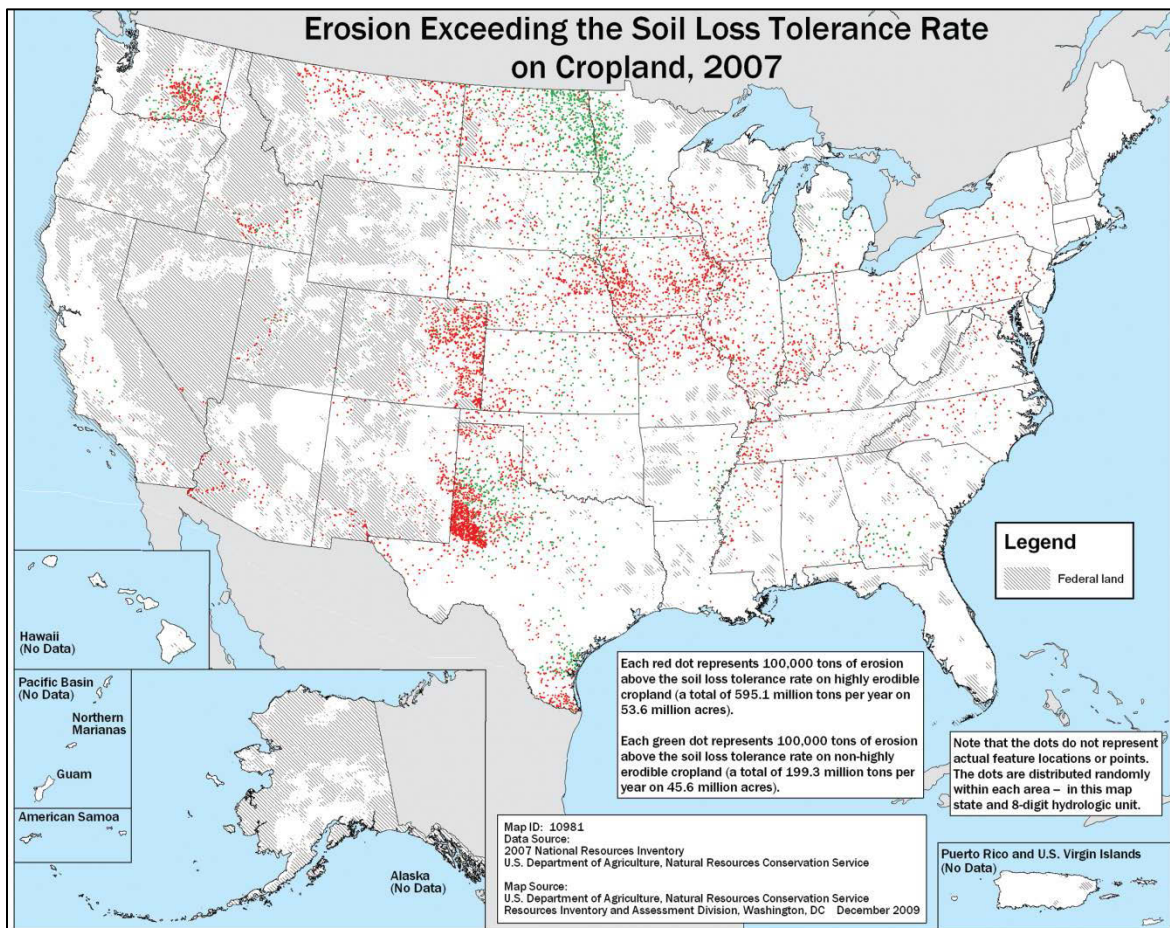 Erosion Exceeding the Soil Loss Tolerance Rate
on Cropland, 2007
Legend
Federal land
Hawaii
(No Data)
Pacific Basin
(No Data)
Northern
Marianas
Guam
American Samoa
Alaska
(No Data)
Each red dot represents 100,000 tons of erosion
above the soil loss tolerance rate on highly erodible
cropland (a total of 595.1 million tons per year on
53.6 million acres).
Each green dot represents 100,000 tons of erosion
above the soil loss tolerance rate on non-highly
erodible cropland (a total of 199.3 million tons per
year on 45.6 million acres).
Note that the dots do not represent
actual feature locations or points.
The dots are distributed randomly
within each area – in this map
state and 8-digit hydrologic unit.
Map ID: 10981
Data Source:
2007 National Resources Inventory
U.S. Department of Agriculture, Natural Resources Conservation Service
Map Source:
U.S. Department of Agriculture, Natural Resources Conservation Service
Resources Inventory and Assessment Division, Washington, DC December 2009
Puerto Rico and U.S. Virgin Islands
(No Data)